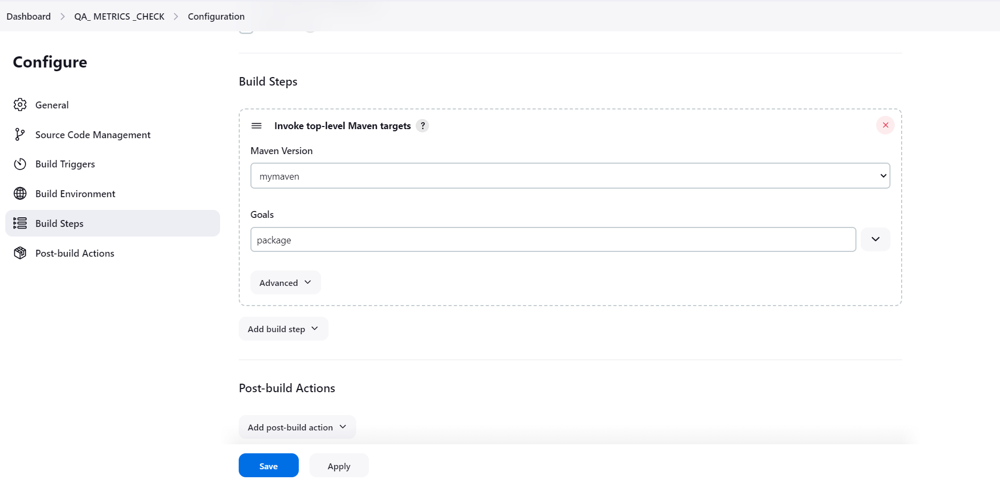 Dashboard > QA_ METRICS _CHECK > Configuration
Configure
General
Source Code Management
Build Triggers
Build Environment
Build Steps
Post-build Actions
Build Steps
Invoke top-level Maven targets ?
Maven Version
mymaven
Goals
package
Advanced
Add build step
Post-build Actions
Add post-build action
Save Apply